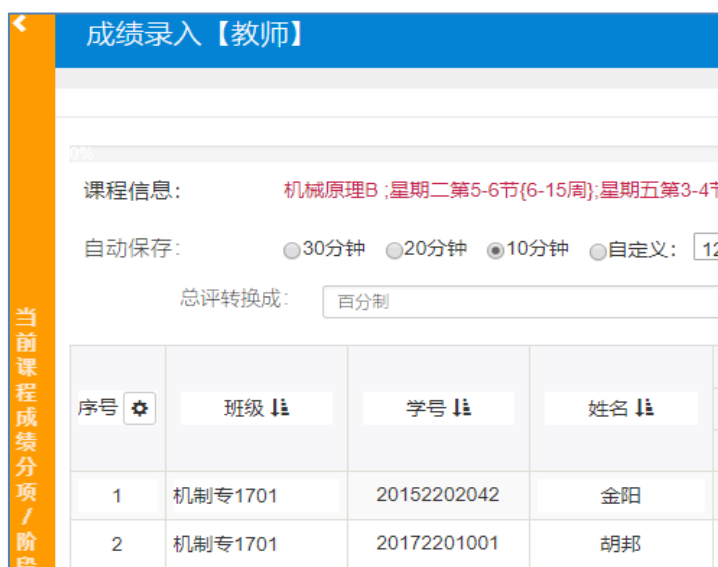 成绩录入【教师】
0%
课程信息: 机械原理B ;星期二第5-6节{6-15周};星期五第3-4节
自动保存: 30分钟 20分钟 10分钟 自定义: 12
总评转换成: 百分制
序号 班级 学号 姓名
1 机制专1701 20152202042 金阳
2 机制专1701 20172201001 胡邦
当前课程成绩分项/阶段